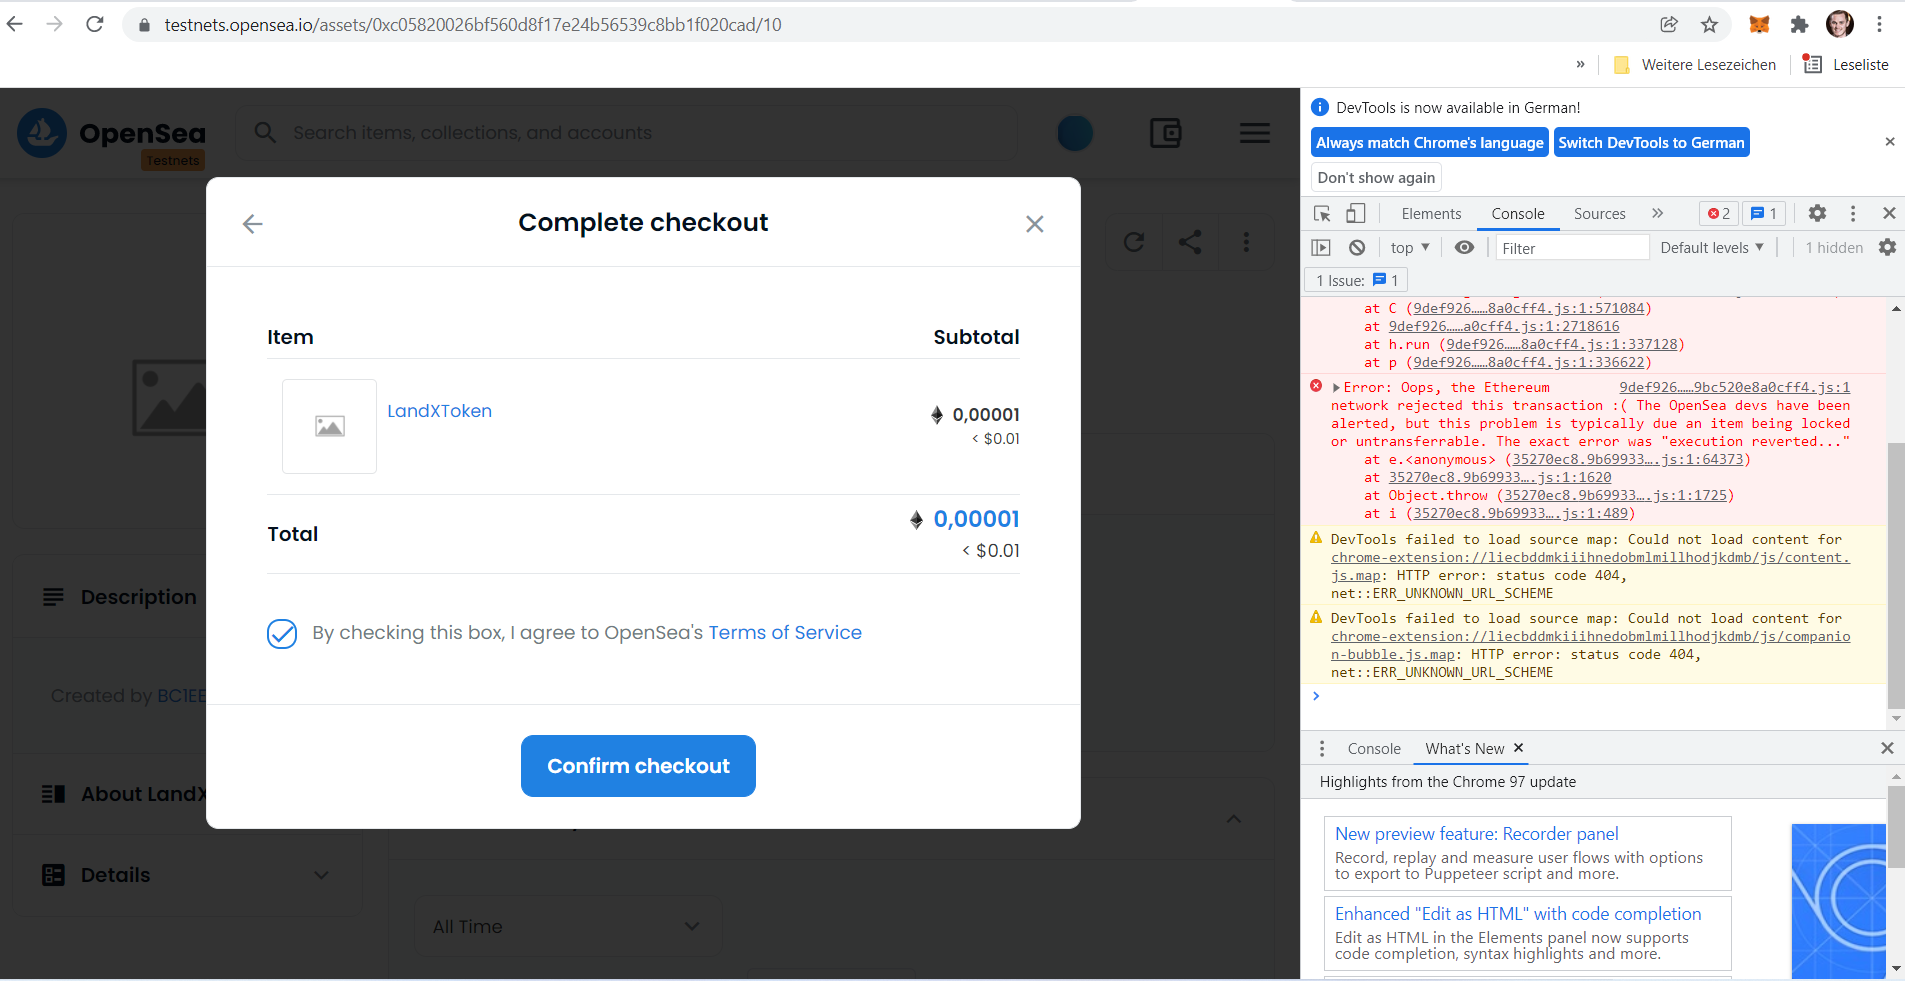 testnets.opensea.io/assets/0xc05820026bf560d8f17e24b56539c8bb1f020cad/10
» Weitere Lesezeichen Leseliste
OpenSea
Testnets
Search items, collections, and accounts
Complete checkout
Item Subtotal
LandXToken 0,00001
< $0.01
Total 0,00001
< $0.01
By checking this box, I agree to OpenSea's Terms of Service
Confirm checkout
Description
Created by BC1EE
About LandX
Details
All Time
DevTools is now available in German!
Always match Chrome's language Switch DevTools to German
Don't show again
Elements Console Sources » 2 1
top Filter Default levels 1 hidden
1 Issue: 1
at C (9def926……8a0cff4.js:1:571084)
at 9def926……a0cff4.js:1:2718616
at h.run (9def926……8a0cff4.js:1:337128)
at p (9def926……8a0cff4.js:1:336622)
Error: Oops, the Ethereum 9def926……9bc520e8a0cff4.js:1
network rejected this transaction :( The OpenSea devs have been
alerted, but this problem is typically due an item being locked
or untransferrable. The exact error was "execution reverted..."
at e.<anonymous> (35270ec8.9b69933….js:1:64373)
at 35270ec8.9b69933….js:1:1620
at Object.throw (35270ec8.9b69933….js:1:1725)
at i (35270ec8.9b69933….js:1:489)
DevTools failed to load source map: Could not load content for
chrome-extension://liecbddmkiiihnedobmlmillhodjkdmb/js/content.
js.map: HTTP error: status code 404,
net::ERR_UNKNOWN_URL_SCHEME
DevTools failed to load source map: Could not load content for
chrome-extension://liecbddmkiiihnedobmlmillhodjkdmb/js/companio
n-bubble.js.map: HTTP error: status code 404,
net::ERR_UNKNOWN_URL_SCHEME
Console What's New
Highlights from the Chrome 97 update
New preview feature: Recorder panel
Record, replay and measure user flows with options
to export to Puppeteer script and more.
Enhanced "Edit as HTML" with code completion
Edit as HTML in the Elements panel now supports
code completion, syntax highlights and more.